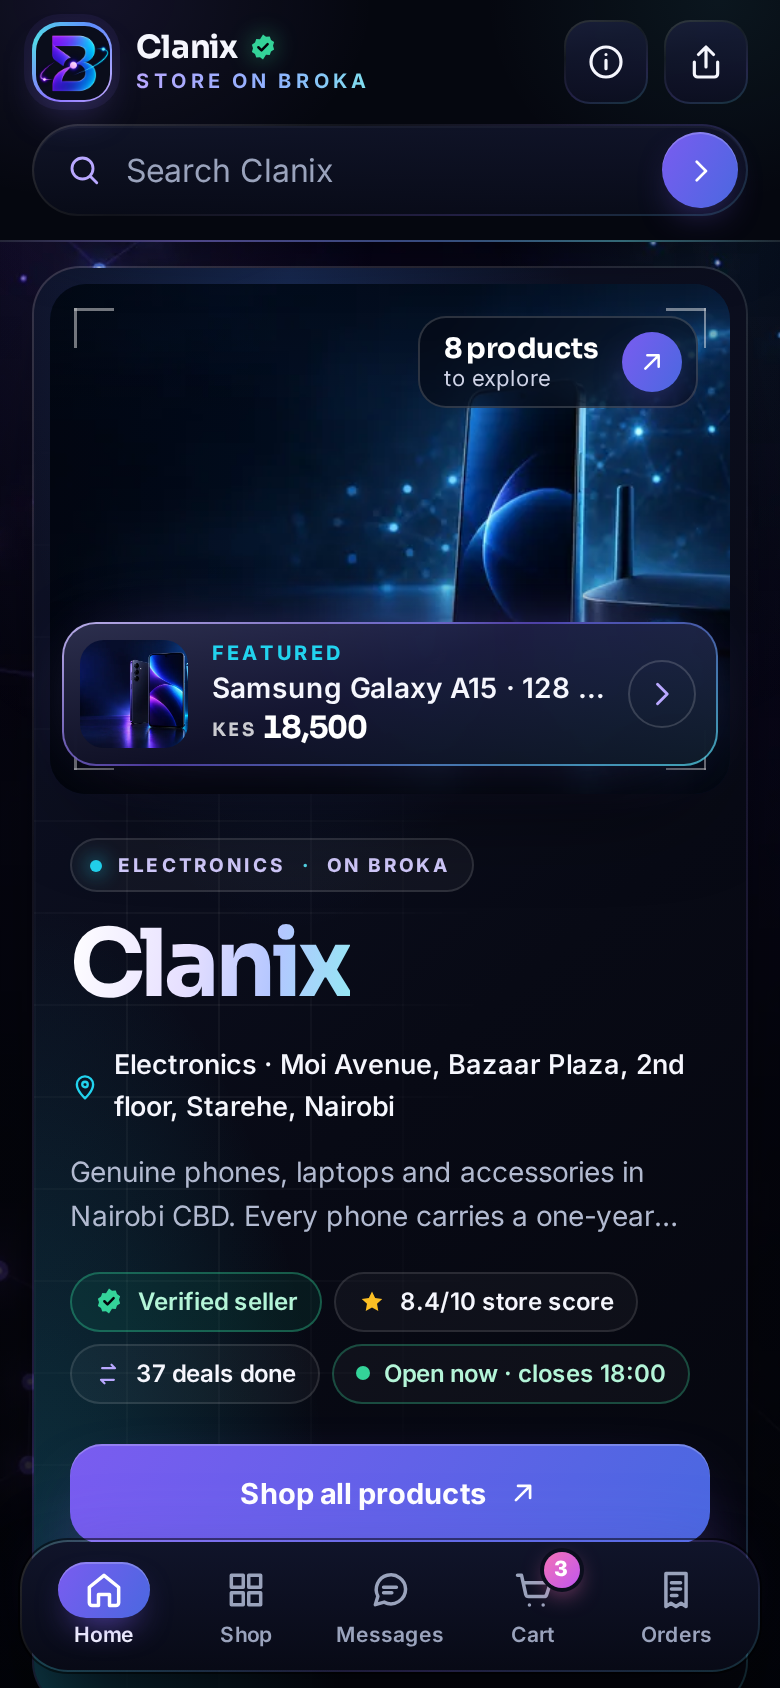 Clanix
STORE ON BROKA
Search Clanix
8 products
to explore
FEATURED
Samsung Galaxy A15 · 128 ...
KES 18,500
ELECTRONICS · ON BROKA
Clanix
Electronics · Moi Avenue, Bazaar Plaza, 2nd
floor, Starehe, Nairobi
Genuine phones, laptops and accessories in
Nairobi CBD. Every phone carries a one-year...
Verified seller
8.4/10 store score
37 deals done
Open now · closes 18:00
Shop all products
3
Home
Shop
Messages
Cart
Orders